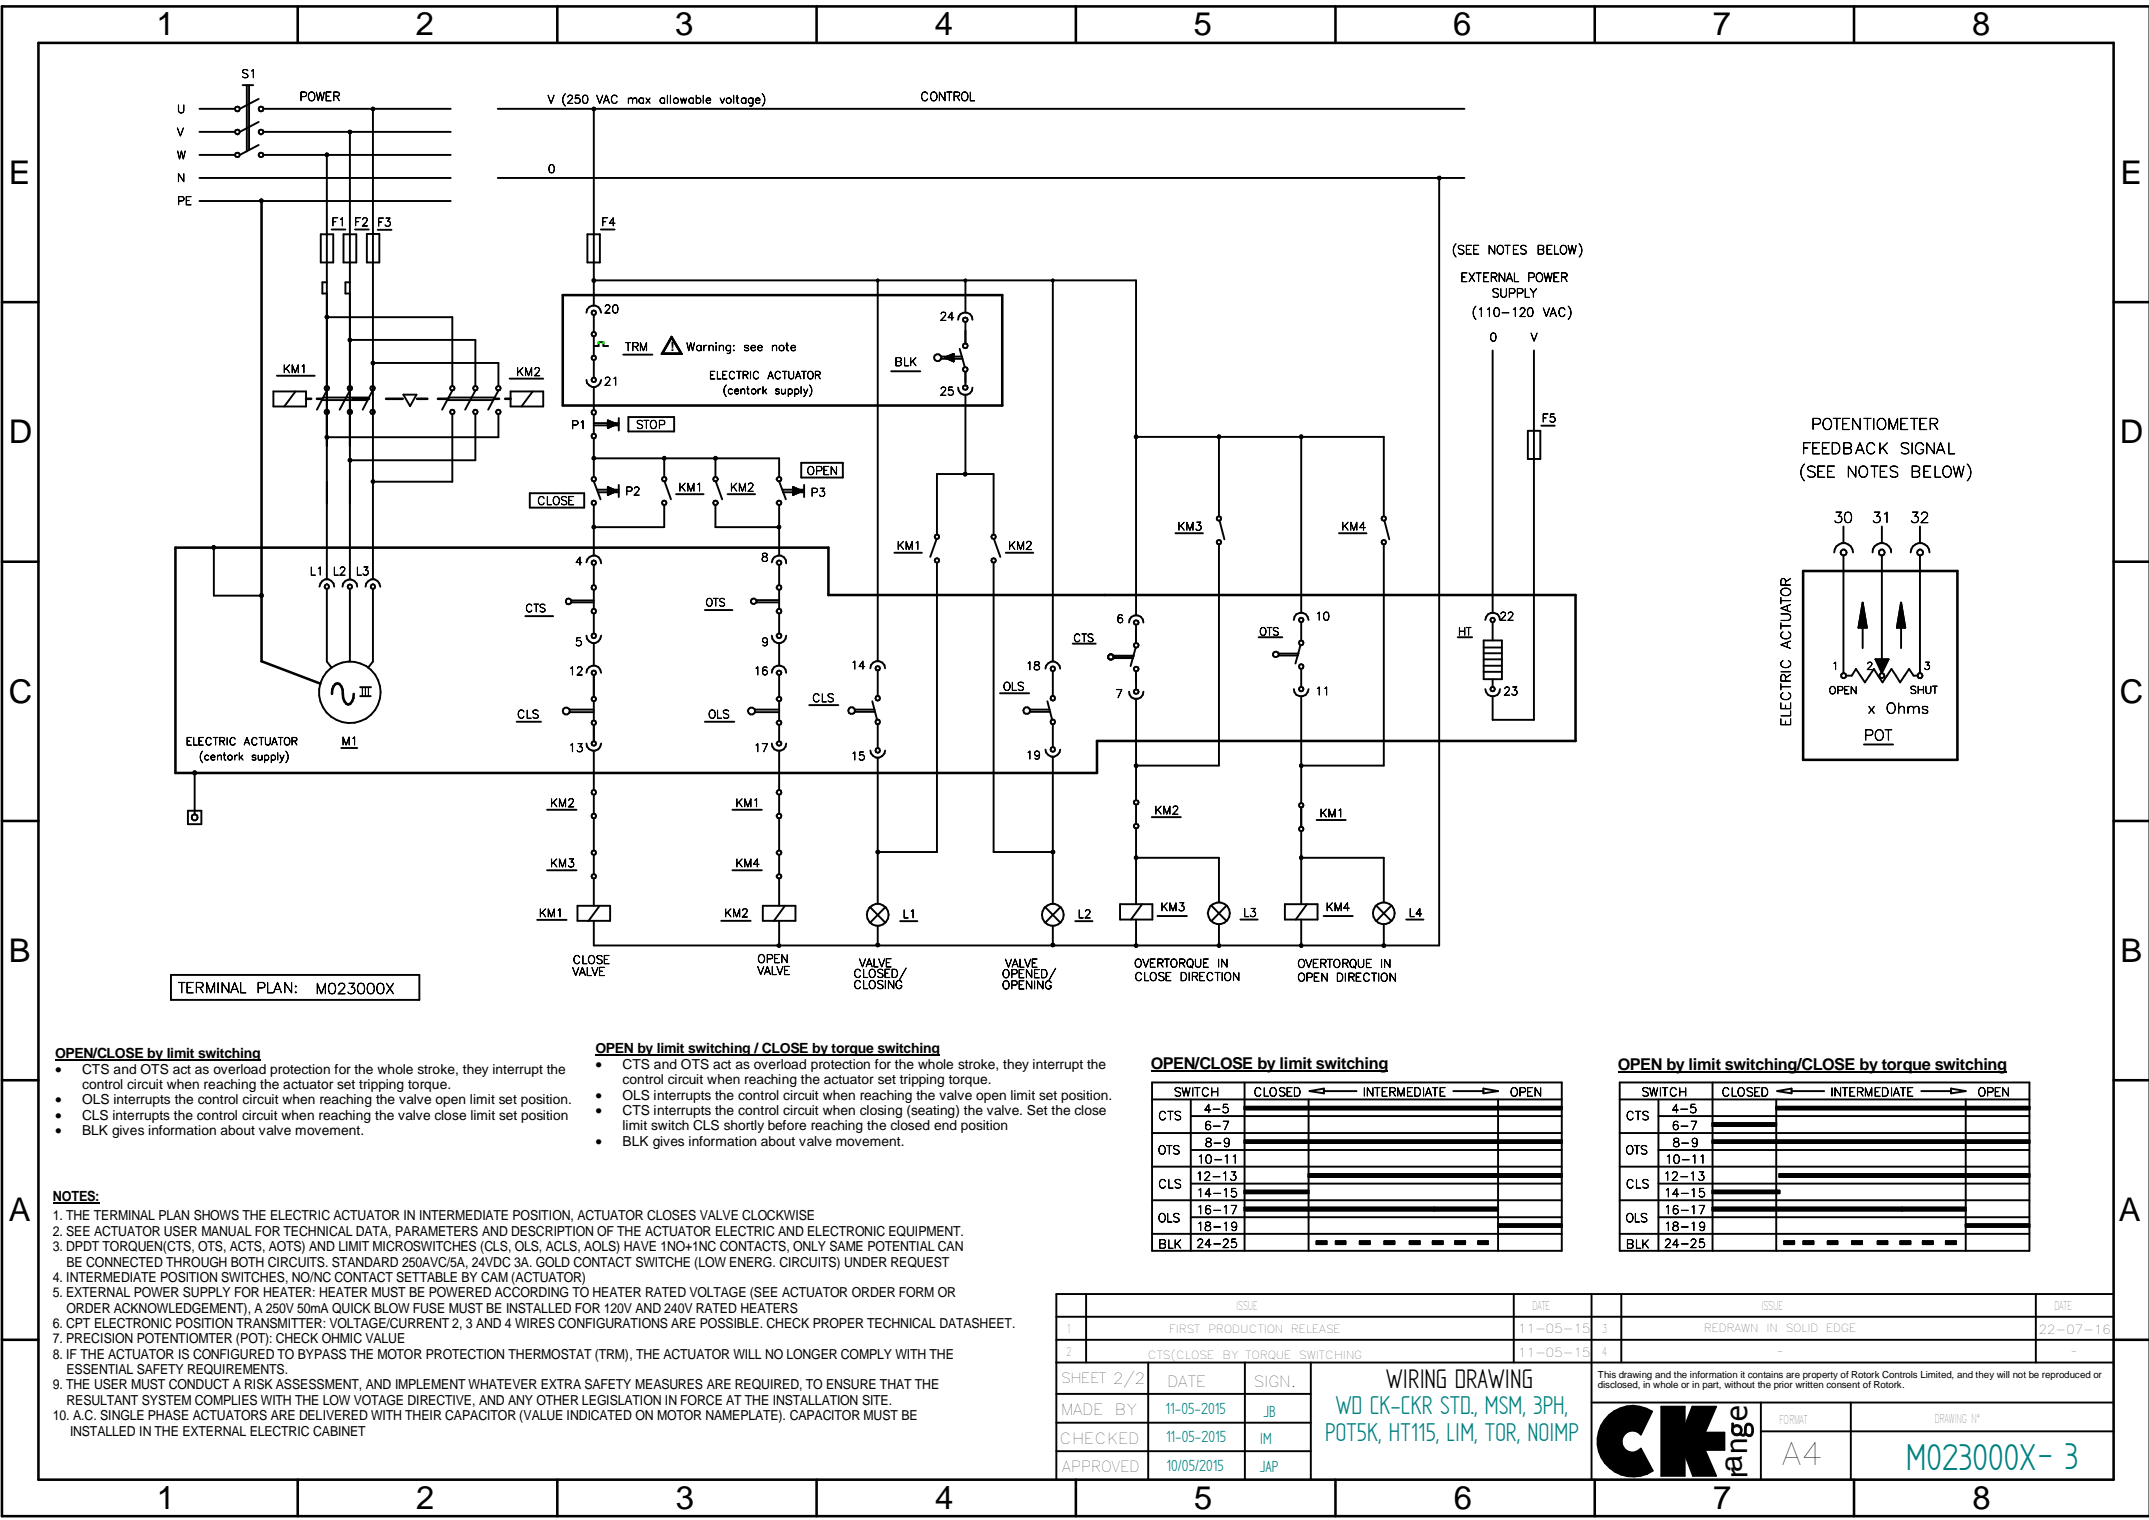 1 2 3 4 5 6 7 8
E E
D D
C C
B B
A A
S1
POWER
U
V
W
N
PE
V (250 VAC max allowable voltage)
CONTROL
0
F1 F2 F3
F4
(SEE NOTES BELOW)
EXTERNAL POWER
SUPPLY
(110-120 VAC)
0 V
F5
20
TRM
Warning: see note
21
ELECTRIC ACTUATOR
(centork supply)
24
BLK
25
KM1
KM2
P1 STOP
OPEN
CLOSE
P2 KM1 KM2 P3
KM1 KM2
KM3
KM4
POTENTIOMETER
FEEDBACK SIGNAL
(SEE NOTES BELOW)
30 31 32
ELECTRIC ACTUATOR
1 2 3
OPEN SHUT
x Ohms
POT
L1 L2 L3
4 8
CTS OTS
5 9
12 16
CLS OLS
13 17
14 18
CLS OLS
15 19
6
CTS
7
10
OTS
11
22
HT
23
ELECTRIC ACTUATOR
(centork supply)
M1
KM2 KM1
KM3 KM4
KM2 KM1
KM1 KM2 L1 L2 KM3 L3 KM4 L4
CLOSE
VALVE
OPEN
VALVE
VALVE
CLOSED/
CLOSING
VALVE
OPENED/
OPENING
OVERTORQUE IN
CLOSE DIRECTION
OVERTORQUE IN
OPEN DIRECTION
TERMINAL PLAN: M023000X
OPEN/CLOSE by limit switching
• CTS and OTS act as overload protection for the whole stroke, they interrupt the
control circuit when reaching the actuator set tripping torque.
• OLS interrupts the control circuit when reaching the valve open limit set position.
• CLS interrupts the control circuit when reaching the valve close limit set position
• BLK gives information about valve movement.
OPEN by limit switching / CLOSE by torque switching
• CTS and OTS act as overload protection for the whole stroke, they interrupt the
control circuit when reaching the actuator set tripping torque.
• OLS interrupts the control circuit when reaching the valve open limit set position.
• CTS interrupts the control circuit when closing (seating) the valve. Set the close
limit switch CLS shortly before reaching the closed end position
• BLK gives information about valve movement.
OPEN/CLOSE by limit switching
SWITCH CLOSED INTERMEDIATE OPEN
CTS 4-5
6-7
OTS 8-9
10-11
CLS 12-13
14-15
OLS 16-17
18-19
BLK 24-25
OPEN by limit switching/CLOSE by torque switching
SWITCH CLOSED INTERMEDIATE OPEN
CTS 4-5
6-7
OTS 8-9
10-11
CLS 12-13
14-15
OLS 16-17
18-19
BLK 24-25
NOTES:
1. THE TERMINAL PLAN SHOWS THE ELECTRIC ACTUATOR IN INTERMEDIATE POSITION, ACTUATOR CLOSES VALVE CLOCKWISE
2. SEE ACTUATOR USER MANUAL FOR TECHNICAL DATA, PARAMETERS AND DESCRIPTION OF THE ACTUATOR ELECTRIC AND ELECTRONIC EQUIPMENT.
3. DPDT TORQUEN(CTS, OTS, ACTS, AOTS) AND LIMIT MICROSWITCHES (CLS, OLS, ACLS, AOLS) HAVE 1NO+1NC CONTACTS, ONLY SAME POTENTIAL CAN
BE CONNECTED THROUGH BOTH CIRCUITS. STANDARD 250AVC/5A, 24VDC 3A. GOLD CONTACT SWITCHE (LOW ENERG. CIRCUITS) UNDER REQUEST
4. INTERMEDIATE POSITION SWITCHES, NO/NC CONTACT SETTABLE BY CAM (ACTUATOR)
5. EXTERNAL POWER SUPPLY FOR HEATER: HEATER MUST BE POWERED ACCORDING TO HEATER RATED VOLTAGE (SEE ACTUATOR ORDER FORM OR
ORDER ACKNOWLEDGEMENT), A 250V 50mA QUICK BLOW FUSE MUST BE INSTALLED FOR 120V AND 240V RATED HEATERS
6. CPT ELECTRONIC POSITION TRANSMITTER: VOLTAGE/CURRENT 2, 3 AND 4 WIRES CONFIGURATIONS ARE POSSIBLE. CHECK PROPER TECHNICAL DATASHEET.
7. PRECISION POTENTIOMTER (POT): CHECK OHMIC VALUE
8. IF THE ACTUATOR IS CONFIGURED TO BYPASS THE MOTOR PROTECTION THERMOSTAT (TRM), THE ACTUATOR WILL NO LONGER COMPLY WITH THE
ESSENTIAL SAFETY REQUIREMENTS.
9. THE USER MUST CONDUCT A RISK ASSESSMENT, AND IMPLEMENT WHATEVER EXTRA SAFETY MEASURES ARE REQUIRED, TO ENSURE THAT THE
RESULTANT SYSTEM COMPLIES WITH THE LOW VOTAGE DIRECTIVE, AND ANY OTHER LEGISLATION IN FORCE AT THE INSTALLATION SITE.
10. A.C. SINGLE PHASE ACTUATORS ARE DELIVERED WITH THEIR CAPACITOR (VALUE INDICATED ON MOTOR NAMEPLATE). CAPACITOR MUST BE
INSTALLED IN THE EXTERNAL ELECTRIC CABINET
ISSUE DATE ISSUE DATE
1 FIRST PRODUCTION RELEASE 11-05-15 3 REDRAWN IN SOLID EDGE 22-07-16
2 CTS(CLOSE BY TORQUE SWITCHING 11-05-15 4 - -
SHEET 2/2 DATE SIGN.
MADE BY 11-05-2015 JB
CHECKED 11-05-2015 IM
APPROVED 10/05/2015 JAP
WIRING DRAWING
WD CK-CKR STD., MSM, 3PH,
POT5K, HT115, LIM, TOR, NOIMP
This drawing and the information it contains are property of Rotork Controls Limited, and they will not be reproduced or
disclosed, in whole or in part, without the prior written consent of Rotork.
CK range
FORMAT
A4
DRAWING Nº
M023000X- 3
1 2 3 4 5 6 7 8